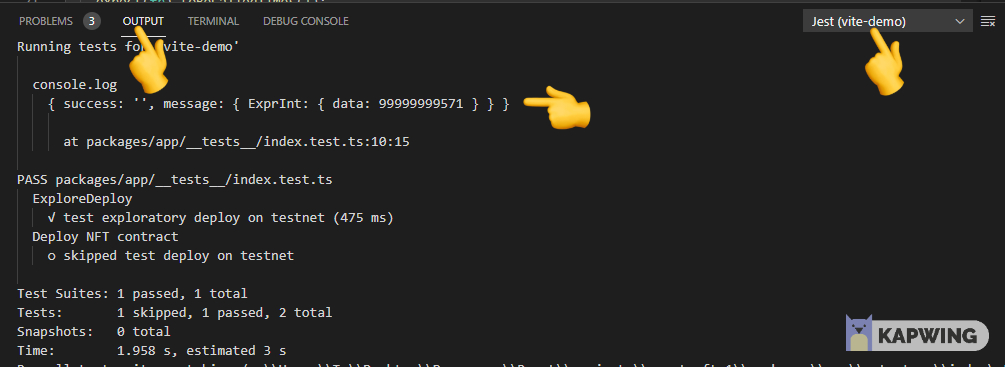 PROBLEMS 3 OUTPUT TERMINAL DEBUG CONSOLE Jest (vite-demo)
Running tests for 'vite-demo'
console.log
{ success: '', message: { ExprInt: { data: 99999999571 } } }
at packages/app/__tests__/index.test.ts:10:15
PASS packages/app/__tests__/index.test.ts
ExploreDeploy
√ test exploratory deploy on testnet (475 ms)
Deploy NFT contract
o skipped test deploy on testnet
Test Suites: 1 passed, 1 total
Tests: 1 skipped, 1 passed, 2 total
Snapshots: 0 total
Time: 1.958 s, estimated 3 s
KAPWING